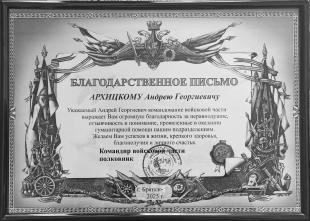 БЛАГОДАРСТВЕННОЕ ПИСЬМО
АРХИЦКОМУ Андрею Георгиевичу
Уважаемый Андрей Георгиевич командование войсковой части
выражает Вам огромную благодарность за неравнодушие,
отзывчивость и понимание, проявленные в оказании
гуманитарной помощи нашим подразделениям.
Желаем Вам успехов в жизни, крепкого здоровья,
благополучия и личного счастья.
Командир войсковой части
полковник
г. Брянск
2025 г.